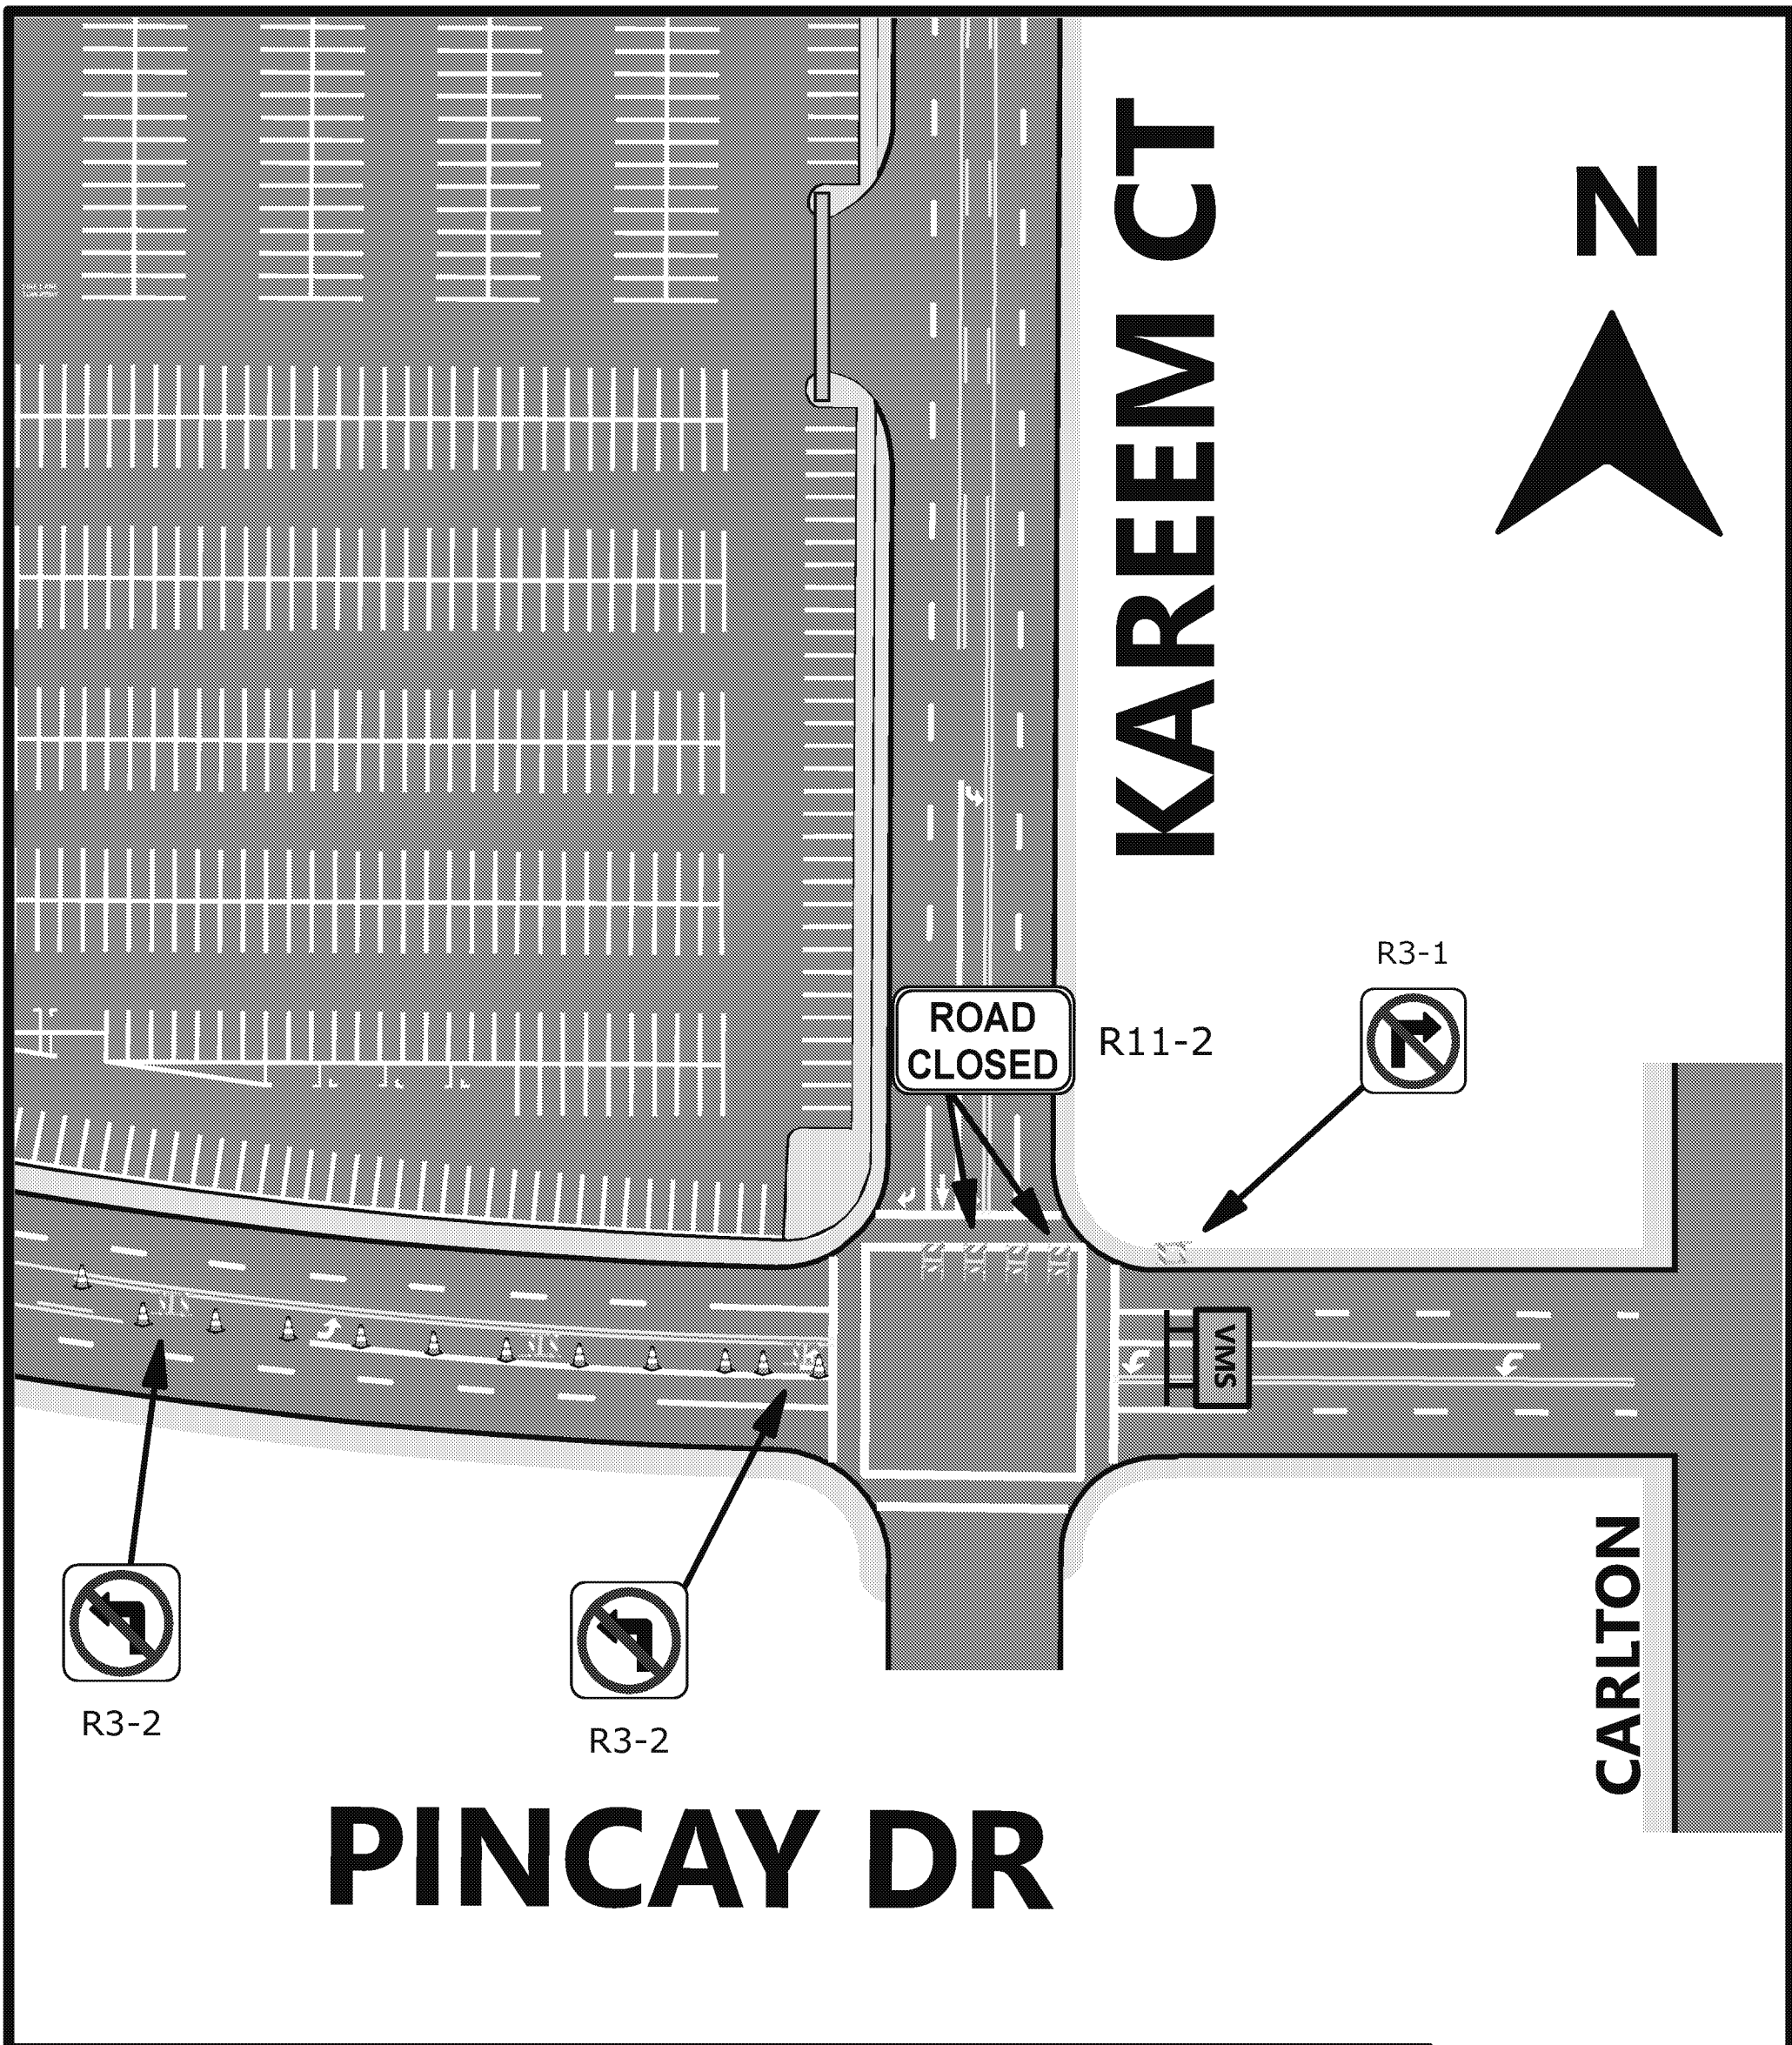 KAREEM CT
N
R3-1
ROAD
CLOSED
R11-2
VMS
CARLTON
R3-2
R3-2
PINCAY DR